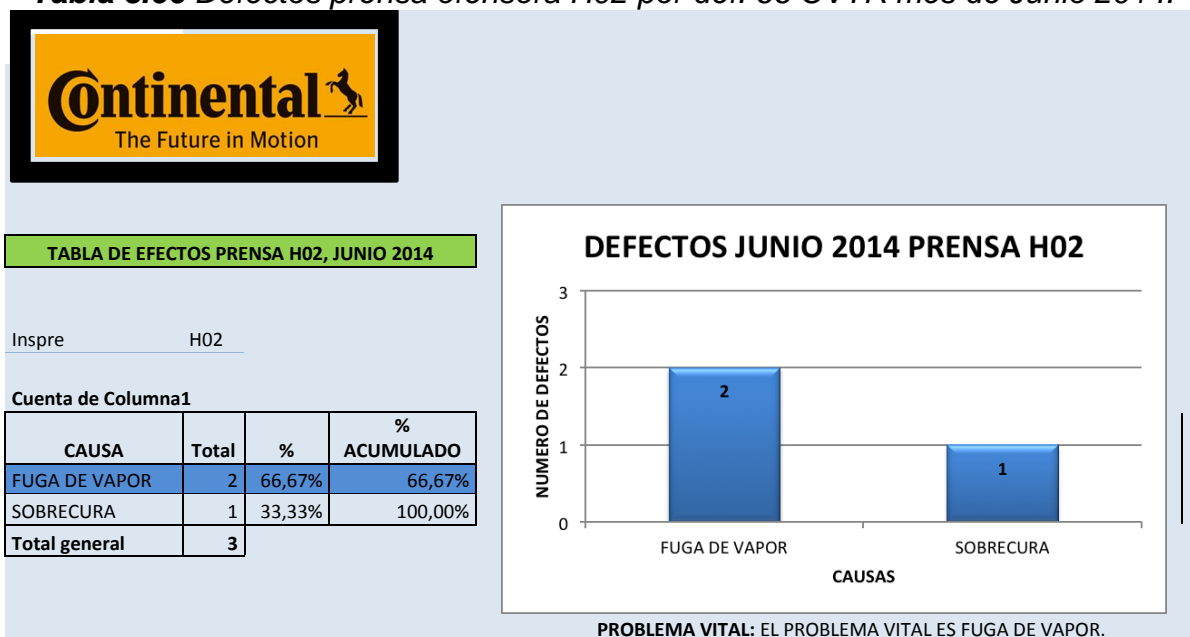 Continental
The Future in Motion
TABLA DE EFECTOS PRENSA H02, JUNIO 2014
Inspre H02
Cuenta de Columna1
CAUSA Total % % ACUMULADO
FUGA DE VAPOR 2 66,67% 66,67%
SOBRECURA 1 33,33% 100,00%
Total general 3
DEFECTOS JUNIO 2014 PRENSA H02
NUMERO DE DEFECTOS
3
2
1
0
2
1
FUGA DE VAPOR SOBRECURA
CAUSAS
PROBLEMA VITAL: EL PROBLEMA VITAL ES FUGA DE VAPOR.